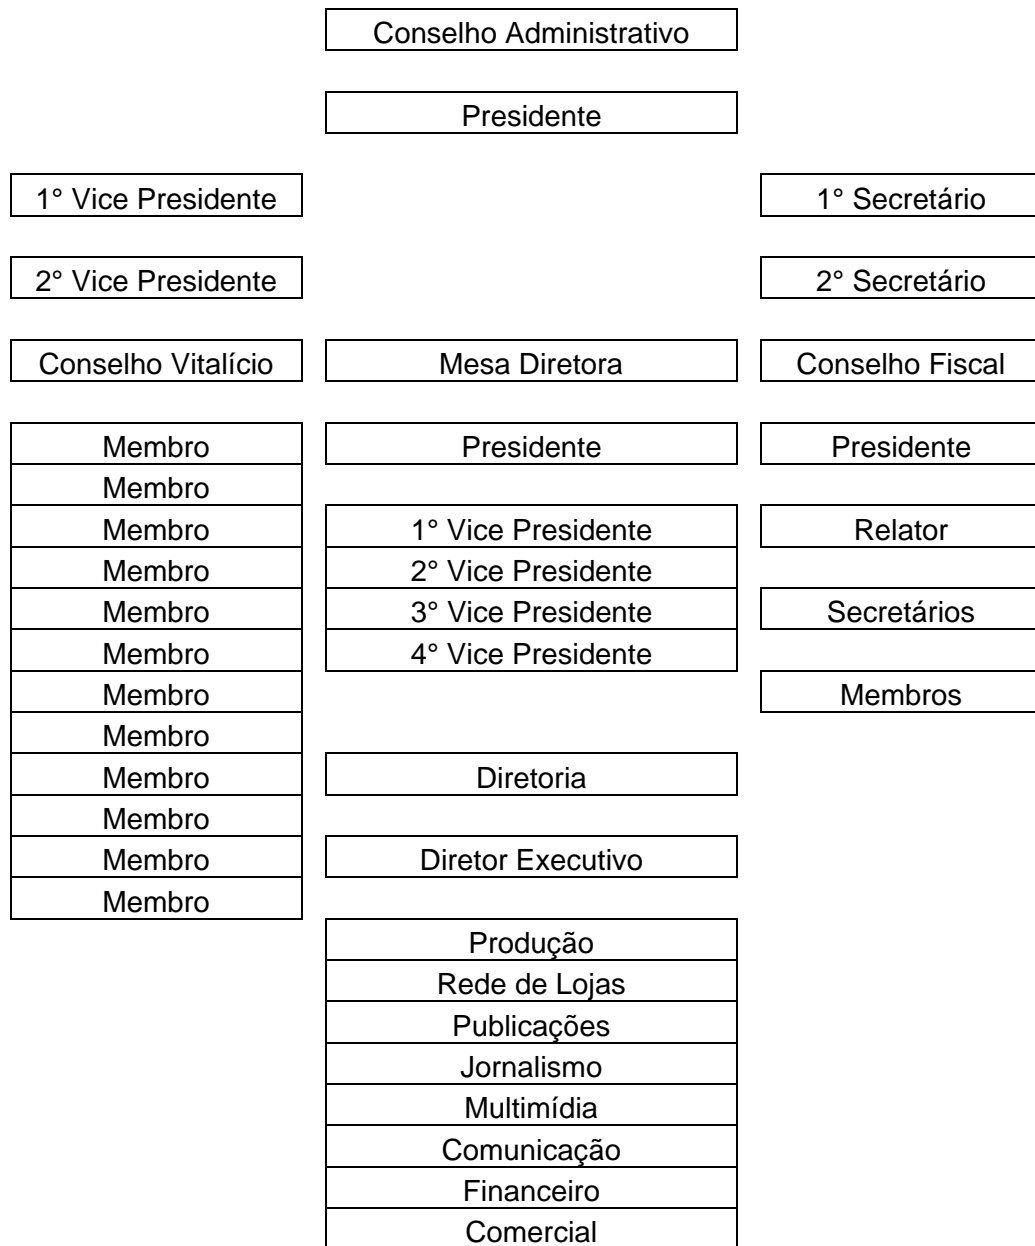 Conselho Administrativo
Presidente
1° Vice Presidente
1° Secretário
2° Vice Presidente
2° Secretário
Conselho Vitalício
Mesa Diretora
Conselho Fiscal
Membro
Presidente
Presidente
Membro
Membro
1° Vice Presidente
Relator
Membro
2° Vice Presidente
Membro
3° Vice Presidente
Secretários
Membro
4° Vice Presidente
Membro
Membros
Membro
Membro
Diretoria
Membro
Membro
Diretor Executivo
Membro
Produção
Rede de Lojas
Publicações
Jornalismo
Multimídia
Comunicação
Financeiro
Comercial